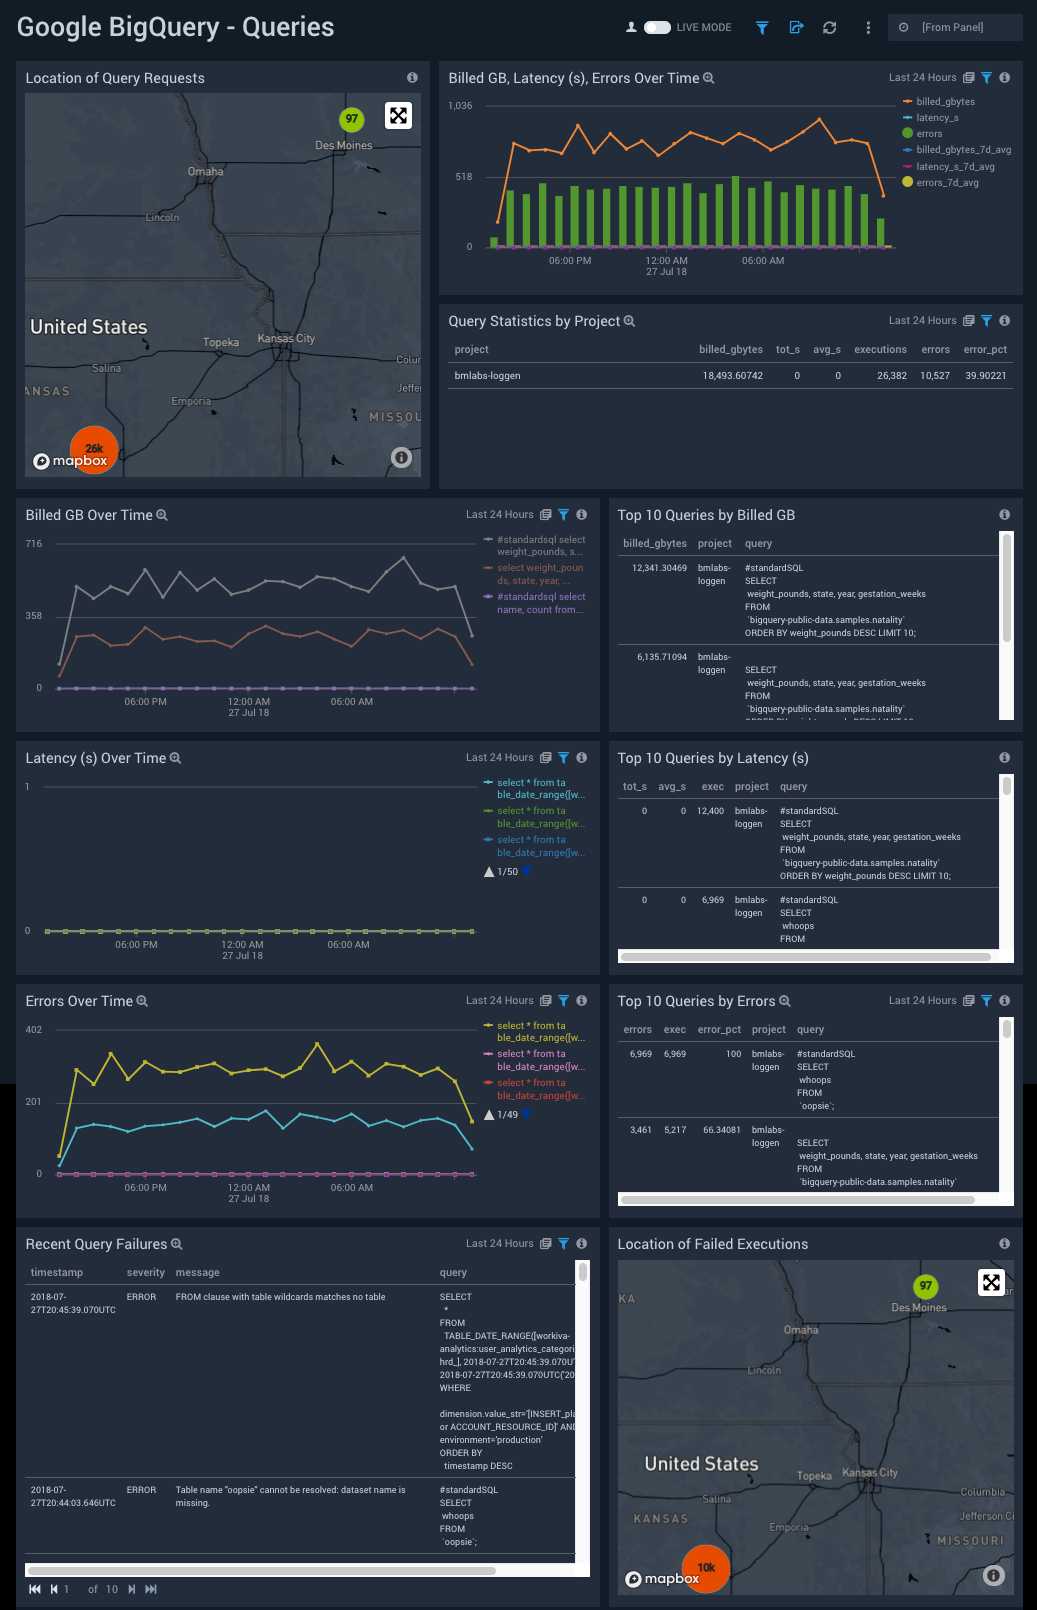 Google BigQuery - Queries
LIVE MODE
[From Panel]
Location of Query Requests
97
Des Moines
Omaha
Lincoln
United States
Topeka
Kansas City
Salina
ANSAS
Emporia
Jeffe
MISSOU
26k
mapbox
Billed GB, Latency (s), Errors Over Time
Last 24 Hours
1,036
518
0
06:00 PM
12:00 AM
27 Jul 18
06:00 AM
billed_gbytes
latency_s
errors
billed_gbytes_7d_avg
latency_s_7d_avg
errors_7d_avg
Query Statistics by Project
Last 24 Hours
project billed_gbytes tot_s avg_s executions errors error_pct
bmlabs-loggen 18,493.60742 0 0 26,382 10,527 39.90221
Billed GB Over Time
Last 24 Hours
716
358
0
06:00 PM
12:00 AM
27 Jul 18
06:00 AM
#standardsql select
weight_pounds, s...
select weight_poun
ds, state, year, ...
#standardsql select
name, count from...
Top 10 Queries by Billed GB
billed_gbytes project query
12,341.30469 bmlabs- #standardSQL
loggen SELECT
weight_pounds, state, year, gestation_weeks
FROM
`bigquery-public-data.samples.natality`
ORDER BY weight_pounds DESC LIMIT 10;
6,135.71094 bmlabs-
loggen SELECT
weight_pounds, state, year, gestation_weeks
FROM
`bigquery-public-data.samples.natality`
ORDER BY weight_pounds DESC LIMIT 10;
Latency (s) Over Time
Last 24 Hours
1
0
06:00 PM
12:00 AM
27 Jul 18
06:00 AM
select * from ta
ble_date_range([w...
select * from ta
ble_date_range([w...
select * from ta
ble_date_range([w...
1/50
Top 10 Queries by Latency (s)
tot_s avg_s exec project query
0 0 12,400 bmlabs- #standardSQL
loggen SELECT
weight_pounds, state, year, gestation_weeks
FROM
`bigquery-public-data.samples.natality`
ORDER BY weight_pounds DESC LIMIT 10;
0 0 6,969 bmlabs- #standardSQL
loggen SELECT
whoops
FROM
Errors Over Time
Last 24 Hours
402
201
0
06:00 PM
12:00 AM
27 Jul 18
06:00 AM
select * from ta
ble_date_range([w...
select * from ta
ble_date_range([w...
select * from ta
ble_date_range([w...
1/49
Top 10 Queries by Errors
Last 24 Hours
errors exec error_pct project query
6,969 6,969 100 bmlabs- #standardSQL
loggen SELECT
whoops
FROM
`oopsie`;
3,461 5,217 66.34081 bmlabs-
loggen SELECT
weight_pounds, state, year, gestation_weeks
FROM
`bigquery-public-data.samples.natality`
Recent Query Failures
Last 24 Hours
timestamp severity message query
2018-07- ERROR FROM clause with table wildcards matches no table SELECT
27T20:45:39.070UTC *
FROM
TABLE_DATE_RANGE([workiva-
analytics:user_analytics_categori
hrd_], 2018-07-27T20:45:39.070U
2018-07-27T20:45:39.070UTC('20
WHERE
dimension.value_str='[INSERT_pla
or ACCOUNT_RESOURCE_ID]' AND
environment='production'
ORDER BY
timestamp DESC
2018-07- ERROR Table name "oopsie" cannot be resolved: dataset name is #standardSQL
27T20:44:03.646UTC missing. SELECT
whoops
FROM
`oopsie`;
1 of 10
Location of Failed Executions
KA
97
Des Moines
Omaha
Lincoln
United States
Topeka
Kansas City
Salina
Columbia
KANSAS
Jefferson Ci
Emporia
MISSOURI
10k
mapbox